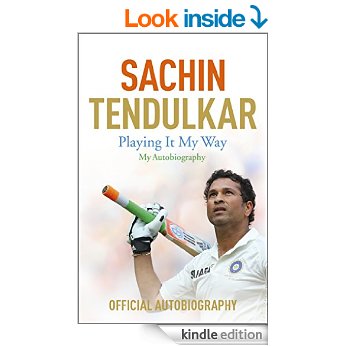 Look inside
SACHIN
TENDULKAR
Playing It My Way
My Autobiography
OFFICIAL AUTOBIOGRAPHY
kindle edition